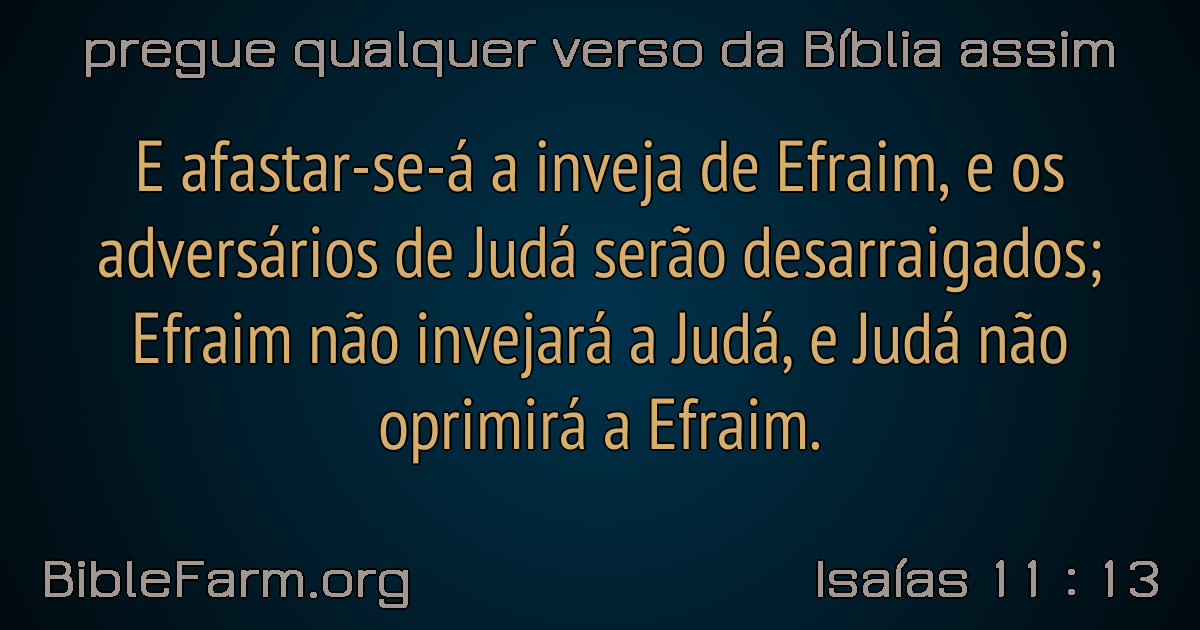 pregue qualquer verso da Bíblia assim
E afastar-se-á a inveja de Efraim, e os
adversários de Judá serão desarraigados;
Efraim não invejará a Judá, e Judá não
oprimirá a Efraim.
BibleFarm.org
Isaías 11 : 13